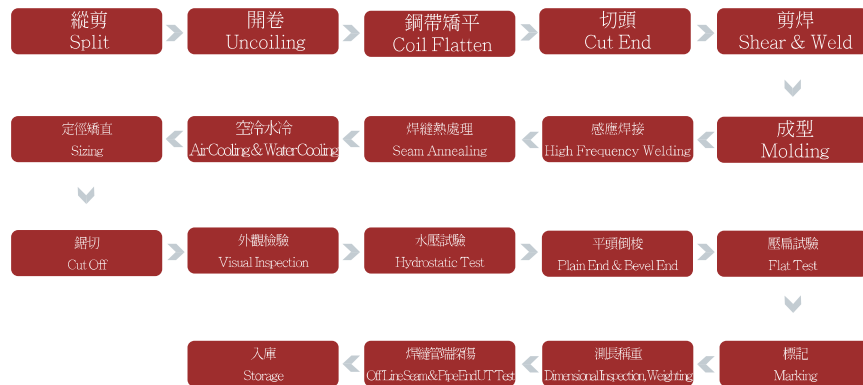 縱剪
Split
開卷
Uncoiling
鋼帶矯平
Coil Flatten
切頭
Cut End
剪焊
Shear & Weld
成型
Molding
感應焊接
High Frequency Welding
焊縫熱處理
Seam Annealing
空冷水冷
Air Cooling & Water Cooling
定徑矯直
Sizing
鋸切
Cut Off
外觀檢驗
Visual Inspection
水壓試驗
Hydrostatic Test
平頭倒梭
Plain End & Bevel End
壓扁試驗
Flat Test
標記
Marking
測長稱重
Dimensional Inspection, Weighting
焊縫管端探傷
Off Line Seam & Pipe End UT Test
入庫
Storage